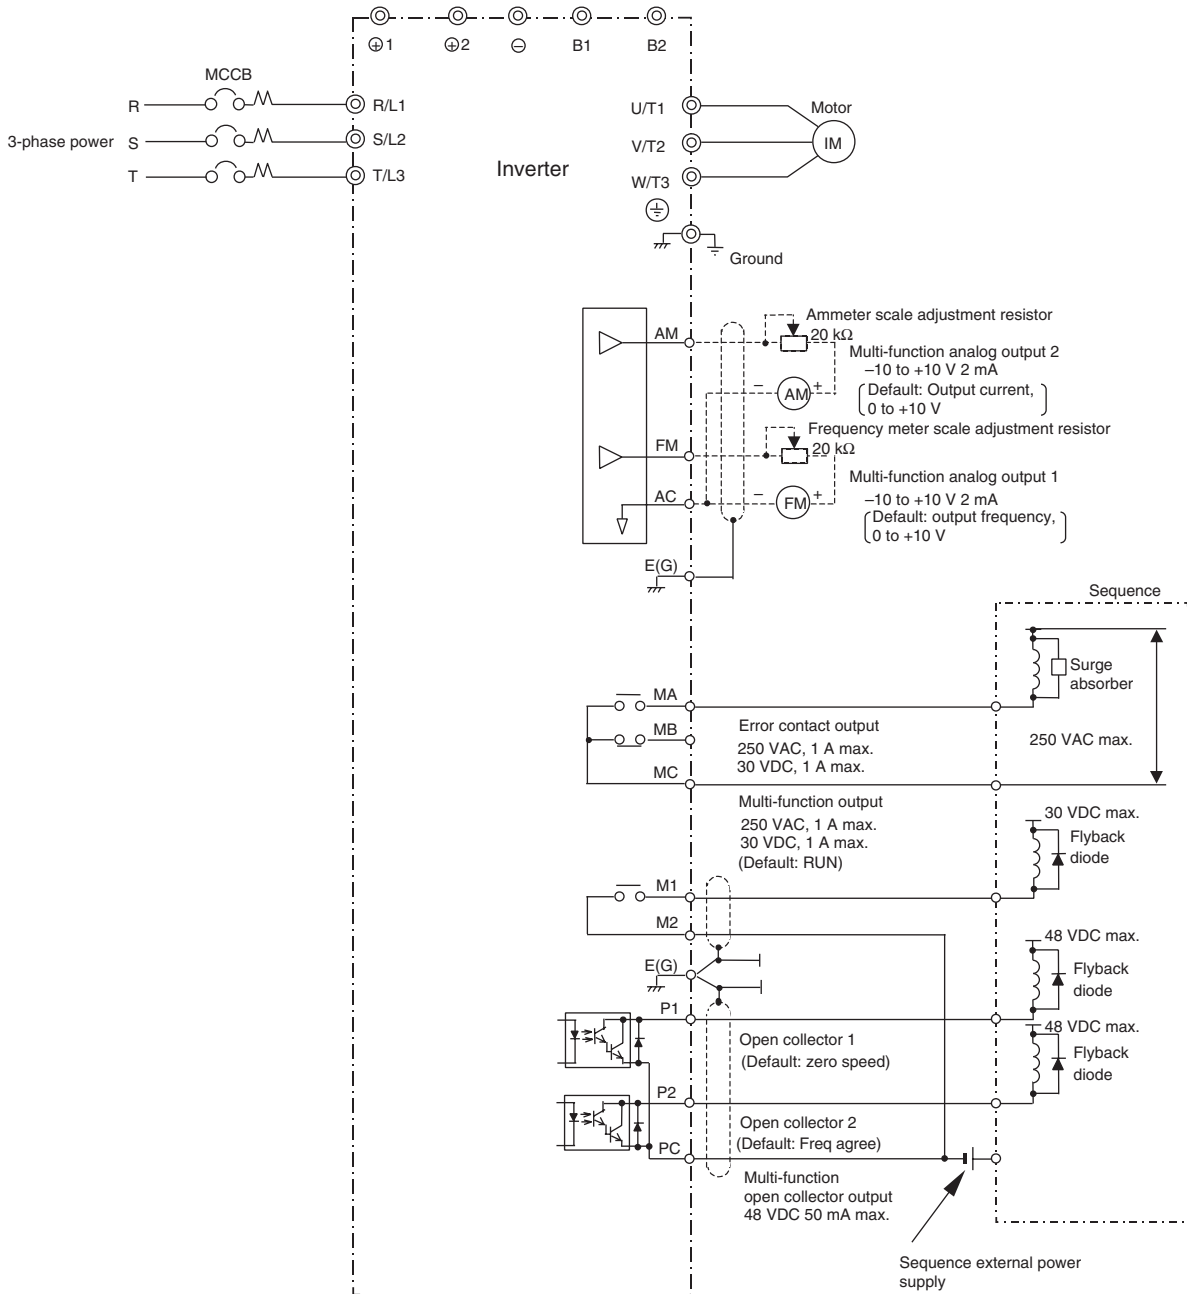 ⊕1 ⊕2 ⊖ B1 B2
MCCB
R R/L1 U/T1 Motor
3-phase power S S/L2 Inverter V/T2 IM
T T/L3 W/T3
Ground
Ammeter scale adjustment resistor
AM 20 kΩ
Multi-function analog output 2
–10 to +10 V 2 mA
– AM +
Default: Output current,
0 to +10 V
Frequency meter scale adjustment resistor
FM 20 kΩ
Multi-function analog output 1
AC – FM +
–10 to +10 V 2 mA
Default: output frequency,
0 to +10 V
E(G)
Sequence
Surge
absorber
MA
Error contact output
MB 250 VAC, 1 A max.
30 VDC, 1 A max.
250 VAC max.
MC
Multi-function output
250 VAC, 1 A max.
30 VDC, 1 A max.
(Default: RUN)
30 VDC max.
Flyback
diode
M1
M2
48 VDC max.
Flyback
diode
E(G)
P1
Open collector 1
(Default: zero speed)
48 VDC max.
Flyback
diode
P2
Open collector 2
(Default: Freq agree)
PC
Multi-function
open collector output
48 VDC 50 mA max.
Sequence external power
supply